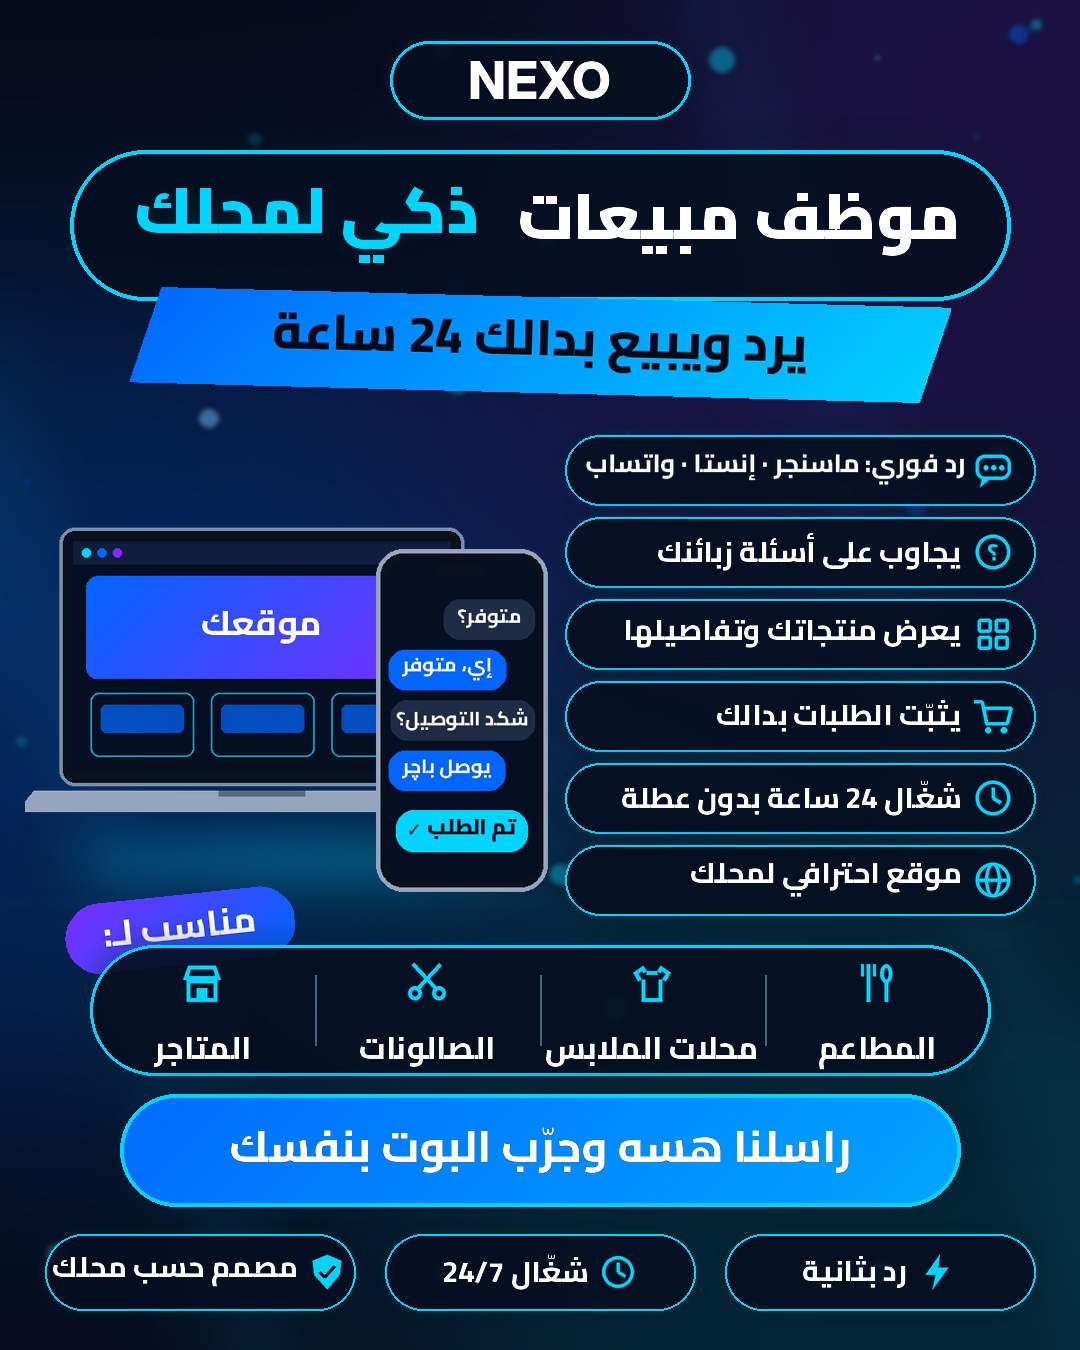 NEXO
موظف مبيعات ذكي لمحلك
يرد ويبيع بدالك 24 ساعة
رد فوري: ماسنجر · إنستا · واتساب
يجاوب على أسئلة زبائنك
يعرض منتجاتك وتفاصيلها
يثبّت الطلبات بدالك
شغّال 24 ساعة بدون عطلة
موقع احترافي لمحلك
موقعك
متوفر؟
إي، متوفر
شكد التوصيل؟
يوصل باچر
تم الطلب ✓
مناسب لـ:
المطاعم
محلات الملابس
الصالونات
المتاجر
راسلنا هسه وجرّب البوت بنفسك
رد بثانية
شغّال 24/7
مصمم حسب محلك